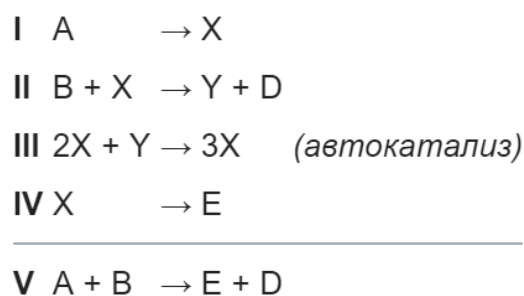 I A → X
II B + X → Y + D
III 2X + Y → 3X (автокатализ)
IV X → E
V A + B → E + D